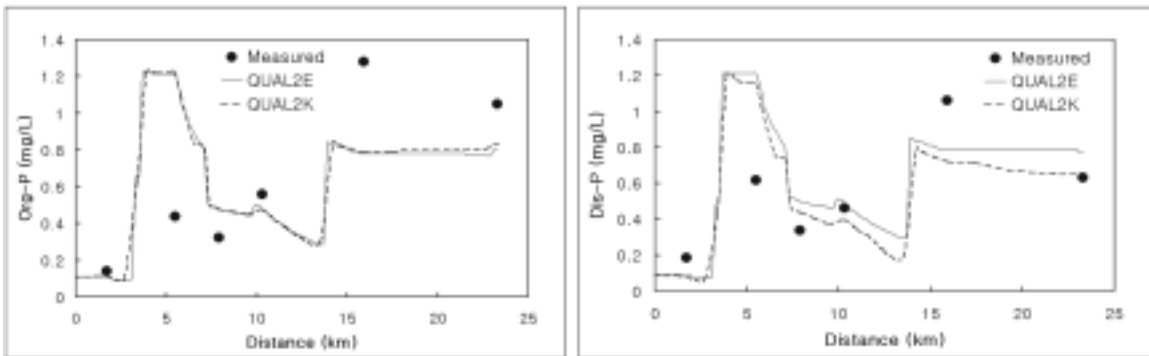 1.4
1.2
1
0.8
0.6
0.4
0.2
0
Org-P (mg/L)
Measured
QUAL2E
QUAL2K
0 5 10 15 20 25
Distance (km)
1.4
1.2
1
0.8
0.6
0.4
0.2
0
Dis-P (mg/L)
Measured
QUAL2E
QUAL2K
0 5 10 15 20 25
Distance (km)